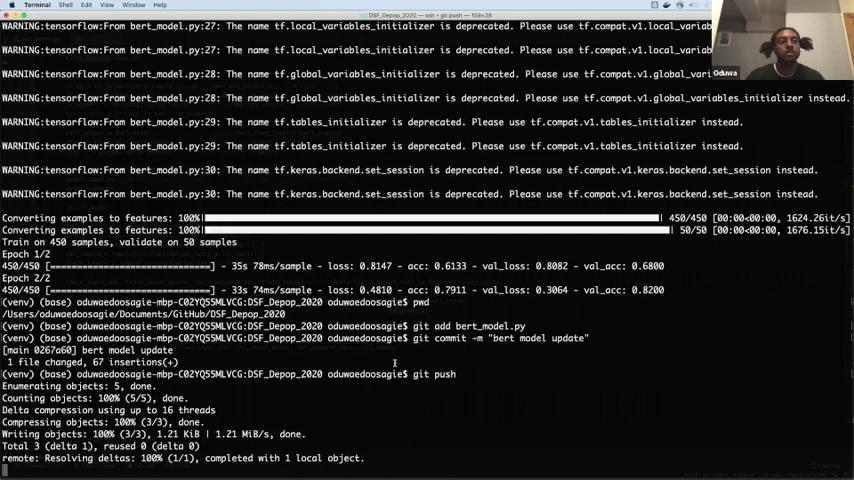 Terminal Shell Edit View Window Help
DSF_Depop_2020 — ssh ‹ git push — 159×38
WARNING:tensorflow:From bert_model.py:27: The name tf.local_variables_initializer is deprecated. Please use tf.compat.v1.local_variab
WARNING:tensorflow:From bert_model.py:27: The name tf.local_variables_initializer is deprecated. Please use tf.compat.v1.local_variab
WARNING:tensorflow:From bert_model.py:28: The name tf.global_variables_initializer is deprecated. Please use tf.compat.v1.global_varia
WARNING:tensorflow:From bert_model.py:28: The name tf.global_variables_initializer is deprecated. Please use tf.compat.v1.global_variables_initializer instead.
WARNING:tensorflow:From bert_model.py:29: The name tf.tables_initializer is deprecated. Please use tf.compat.v1.tables_initializer instead.
WARNING:tensorflow:From bert_model.py:29: The name tf.tables_initializer is deprecated. Please use tf.compat.v1.tables_initializer instead.
WARNING:tensorflow:From bert_model.py:30: The name tf.keras.backend.set_session is deprecated. Please use tf.compat.v1.keras.backend.set_session instead.
WARNING:tensorflow:From bert_model.py:30: The name tf.keras.backend.set_session is deprecated. Please use tf.compat.v1.keras.backend.set_session instead.
Converting examples to features: 100%| 450/450 [00:00<00:00, 1624.26it/s]
Converting examples to features: 100%| 50/50 [00:00<00:00, 1676.15it/s]
Train on 450 samples, validate on 50 samples
Epoch 1/2
450/450 [==============================] - 35s 78ms/sample - loss: 0.8147 - acc: 0.6133 - val_loss: 0.8082 - val_acc: 0.6800
Epoch 2/2
450/450 [==============================] - 33s 74ms/sample - loss: 0.4810 - acc: 0.7911 - val_loss: 0.3064 - val_acc: 0.8200
(venv) (base) oduwaedoosagie-mbp-C02YQ55MLVCG:DSF_Depop_2020 oduwaedoosagie$ pwd
/Users/oduwaedoosagie/Documents/GitHub/DSF_Depop_2020
(venv) (base) oduwaedoosagie-mbp-C02YQ55MLVCG:DSF_Depop_2020 oduwaedoosagie$ git add bert_model.py
(venv) (base) oduwaedoosagie-mbp-C02YQ55MLVCG:DSF_Depop_2020 oduwaedoosagie$ git commit -m "bert model update"
[main 0267a60] bert model update
1 file changed, 67 insertions(+)
(venv) (base) oduwaedoosagie-mbp-C02YQ55MLVCG:DSF_Depop_2020 oduwaedoosagie$ git push
Enumerating objects: 5, done.
Counting objects: 100% (5/5), done.
Delta compression using up to 16 threads
Compressing objects: 100% (3/3), done.
Writing objects: 100% (3/3), 1.21 KiB | 1.21 MiB/s, done.
Total 3 (delta 1), reused 0 (delta 0)
remote: Resolving deltas: 100% (1/1), completed with 1 local object.
Oduwa